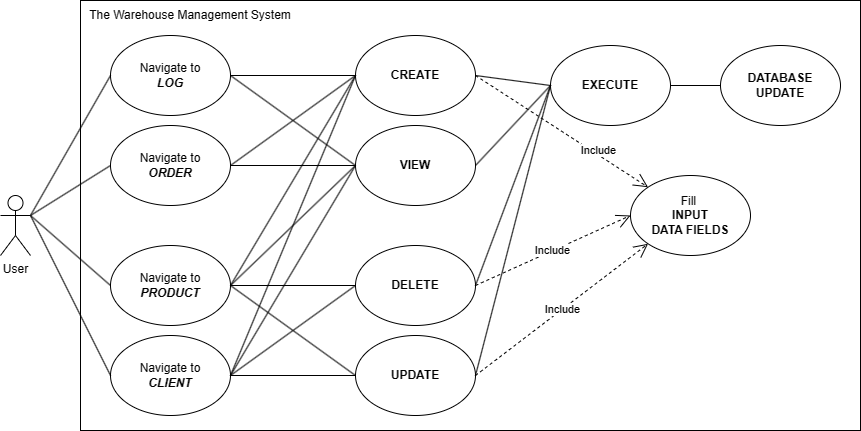 The Warehouse Management System
Navigate to
LOG
CREATE
EXECUTE
DATABASE
UPDATE
Navigate to
ORDER
VIEW
Include
Fill
INPUT
DATA FIELDS
User
Navigate to
PRODUCT
DELETE
Include
Include
Navigate to
CLIENT
UPDATE